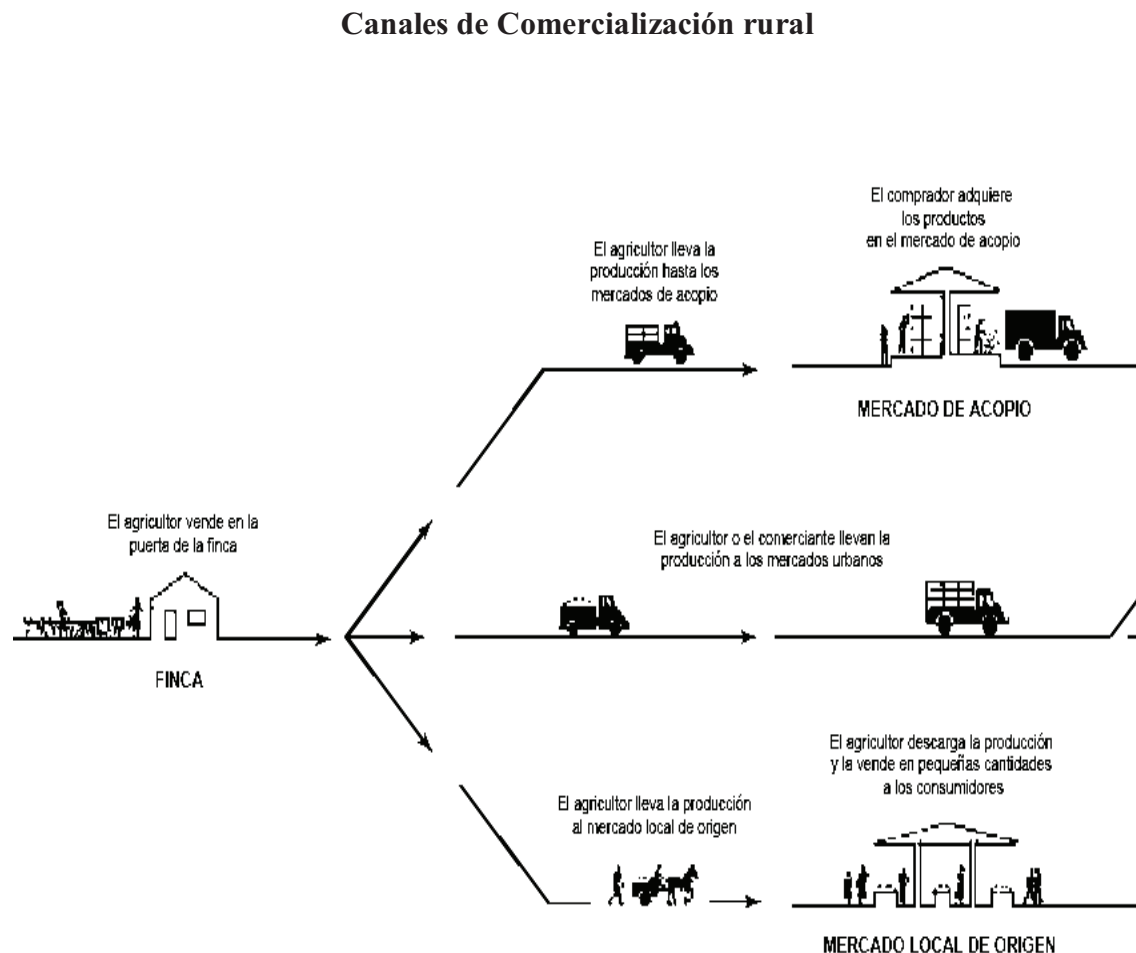 Canales de Comercialización rural
El comprador adquiere
los productos
en el mercado de acopio
El agricultor lleva la
producción hasta los
mercados de acopio
MERCADO DE ACOPIO
El agricultor vende en la
puerta de la finca
FINCA
El agricultor o el comerciante llevan la
producción a los mercados urbanos
El agricultor descarga la producción
y la vende en pequeñas cantidades
a los consumidores
El agricultor lleva la producción
al mercado local de origen
MERCADO LOCAL DE ORIGEN